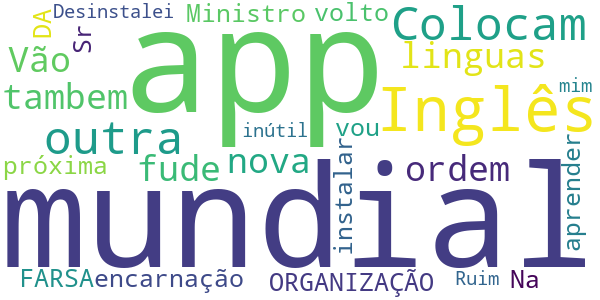 Desinstalei Ministro volto Colocam
DA Sr app
Vão linguas
tambem Inglês mim
outra inútil vou
próxima fude nova instalar ordem aprender
mundial
FARSA encarnação ORGANIZAÇÃO Ruim Na